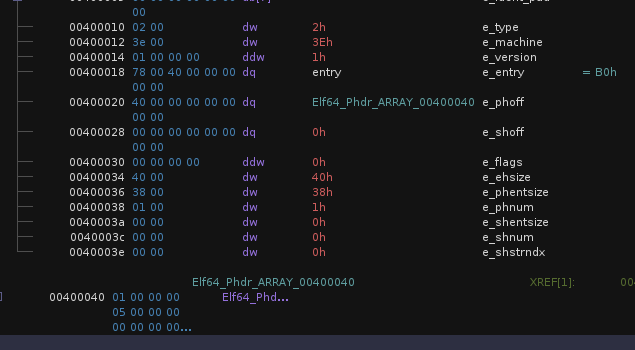 00
00400010 02 00 dw 2h e_type
00400012 3e 00 dw 3Eh e_machine
00400014 01 00 00 00 ddw 1h e_version
00400018 78 00 40 00 00 00 dq entry e_entry = B0h
00 00
00400020 40 00 00 00 00 00 dq Elf64_Phdr_ARRAY_00400040 e_phoff
00 00
00400028 00 00 00 00 00 00 dq 0h e_shoff
00 00
00400030 00 00 00 00 ddw 0h e_flags
00400034 40 00 dw 40h e_ehsize
00400036 38 00 dw 38h e_phentsize
00400038 01 00 dw 1h e_phnum
0040003a 00 00 dw 0h e_shentsize
0040003c 00 00 dw 0h e_shnum
0040003e 00 00 dw 0h e_shstrndx
Elf64_Phdr_ARRAY_00400040 XREF[1]: 00
00400040 01 00 00 00 Elf64_Phd...
05 00 00 00
00 00 00 00...